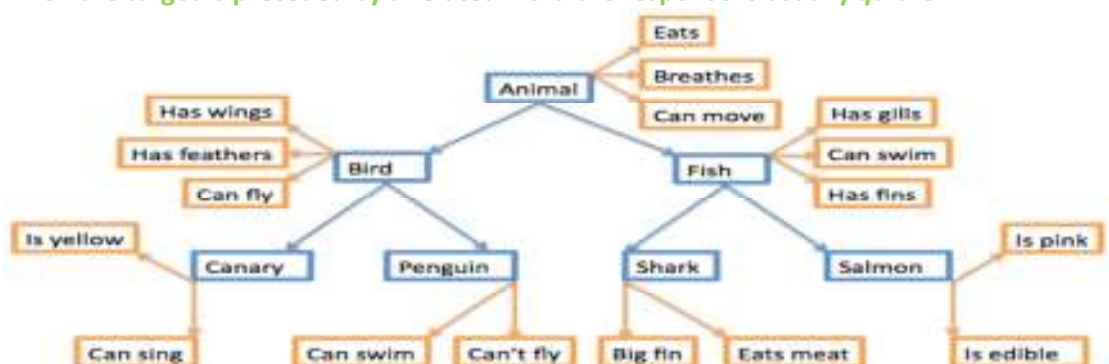 Eats
Animal
Breathes
Can move
Has wings
Has gills
Has feathers
Bird
Fish
Can swim
Can fly
Has fins
Is yellow
Is pink
Canary
Penguin
Shark
Salmon
Can sing
Can swim
Can't fly
Big fin
Eats meat
Is edible